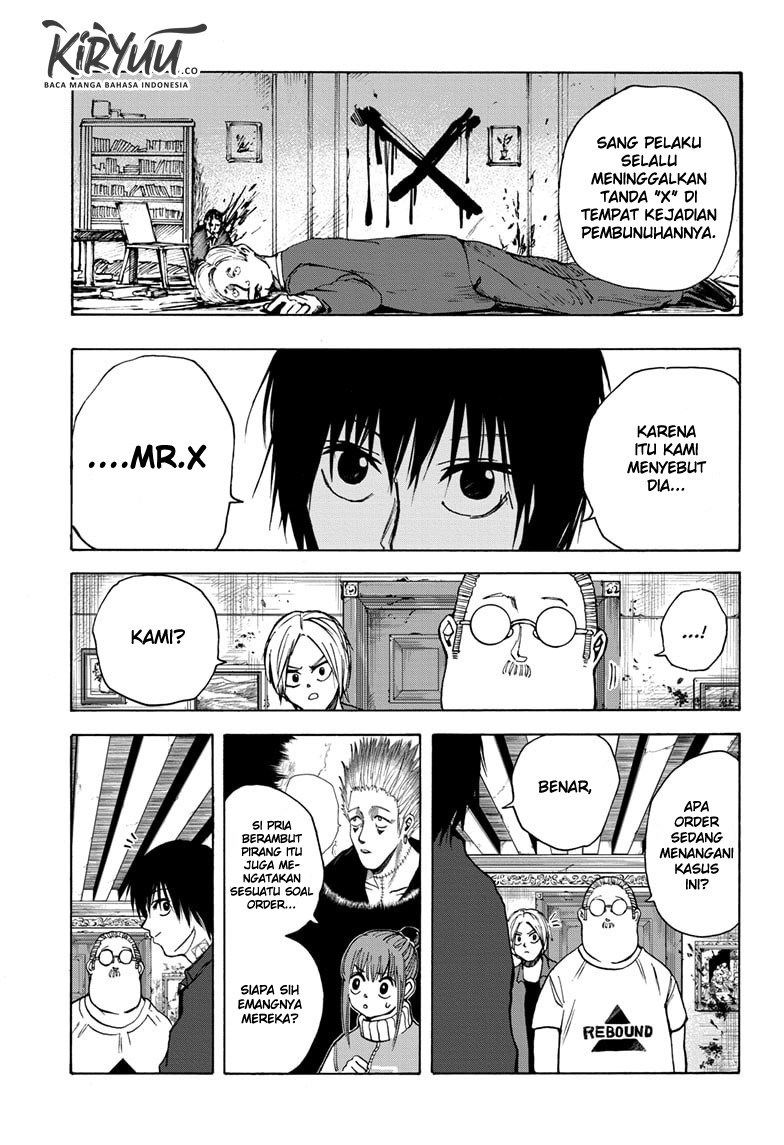 KIRYUU.CO
BACA MANGA BAHASA INDONESIA
SANG PELAKU
SELALU
MENINGGALKAN
TANDA "X" DI
TEMPAT KEJADIAN
PEMBUNUHANNYA.
KARENA
ITU KAMI
MENYEBUT
DIA...
....MR.X
...!
KAMI?
APA
ORDER
SEDANG
MENANGANI
KASUS
INI?
BENAR,
REBOUND
SI PRIA
BERAMBUT
PIRANG ITU
JUGA ME-
NGATAKAN
SESUATU SOAL
ORDER...
SIAPA SIH
EMANGNYA
MEREKA?